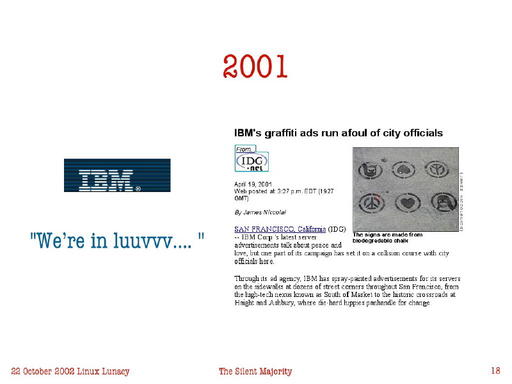 2001
IBM's graffiti ads run afoul of city officials
From...
IDG
.net
April 19, 2001
Web posted at: 3:27 p.m. EDT (1927
GMT)
By James Niccolai
SAN FRANCISCO, California (IDG)
-- IBM Corp.'s latest server
advertisements talk about peace and
love, but one part of its campaign has set it on a collision course with city
officials here.
The signs are made from
biodegradable chalk
Through its ad agency, IBM has spray-painted advertisements for its servers
on the sidewalks at dozens of street corners throughout San Francisco, from
the high-tech nexus known as South of Market to the historic crossroads at
Haight and Ashbury, where die-hard hippies panhandle for change.
IBM®
"We're in luuvvv.... "
22 October 2002 Linux Lunacy
The Silent Majority
18